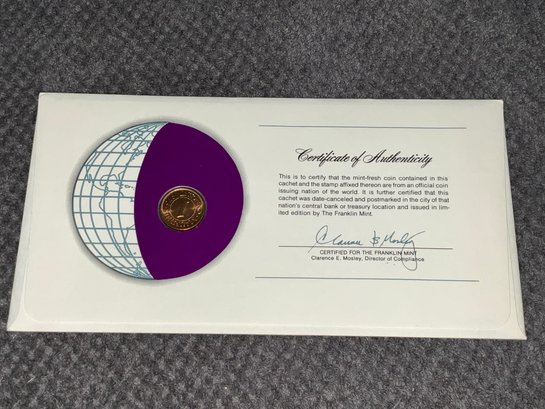 Certificate of Authenticity
This is to certify that the mint-fresh coin contained in this
cachet and the stamp affixed thereon are from an official coin
issuing nation of the world. It is further certified that this
cachet was date-canceled and postmarked in the city of that
nation's central bank or treasury location and issued in lim-
ited edition by The Franklin Mint.
Clarence E. Mosley
CERTIFIED FOR THE FRANKLIN MINT
Clarence E. Mosley, Director of Compliance